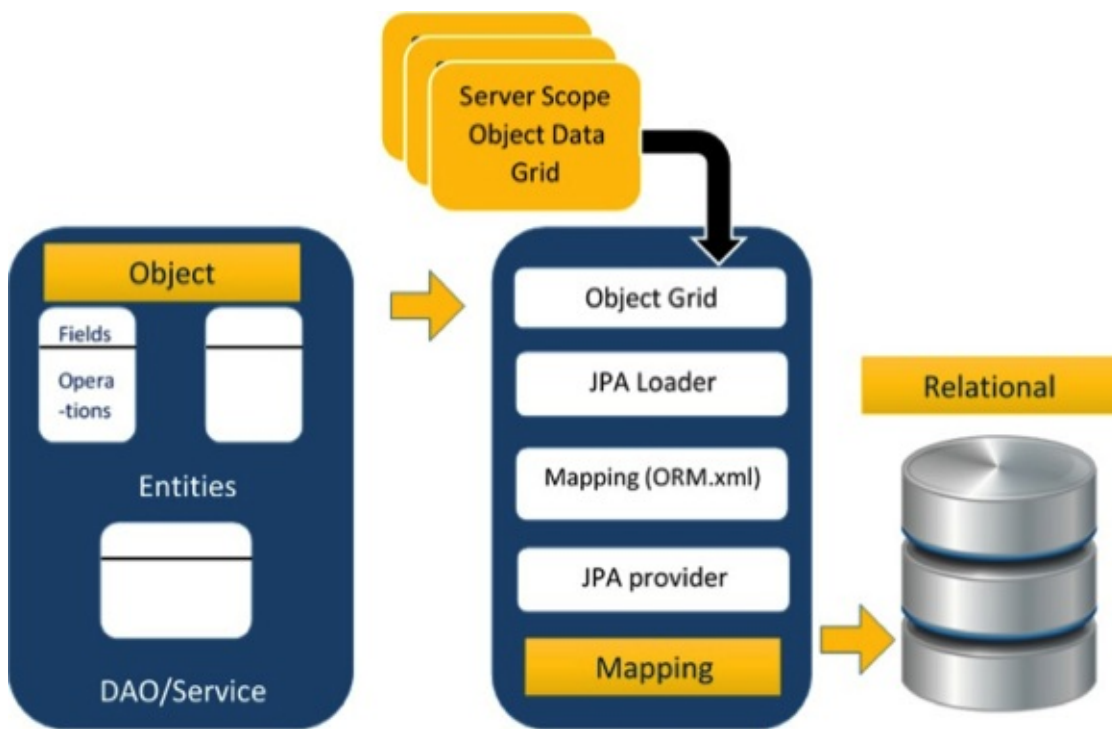 Server Scope
Object Data
Grid
Object
Fields
Opera
-tions
Entities
DAO/Service
Object Grid
JPA Loader
Mapping (ORM.xml)
JPA provider
Mapping
Relational